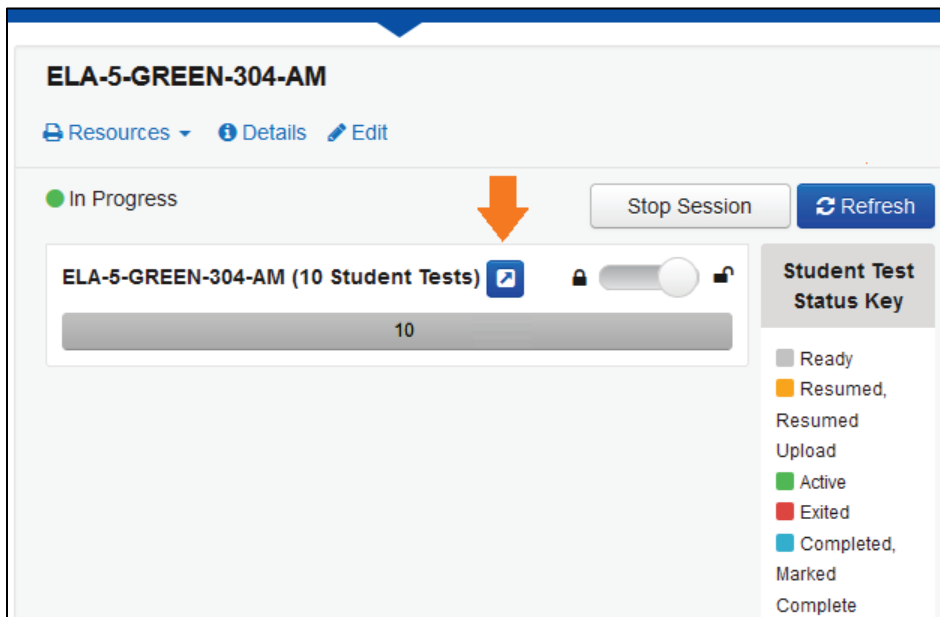 ELA-5-GREEN-304-AM
Resources Details Edit
In Progress
Stop Session Refresh
ELA-5-GREEN-304-AM (10 Student Tests)
10
Student Test
Status Key
Ready
Resumed,
Resumed
Upload
Active
Exited
Completed,
Marked
Complete